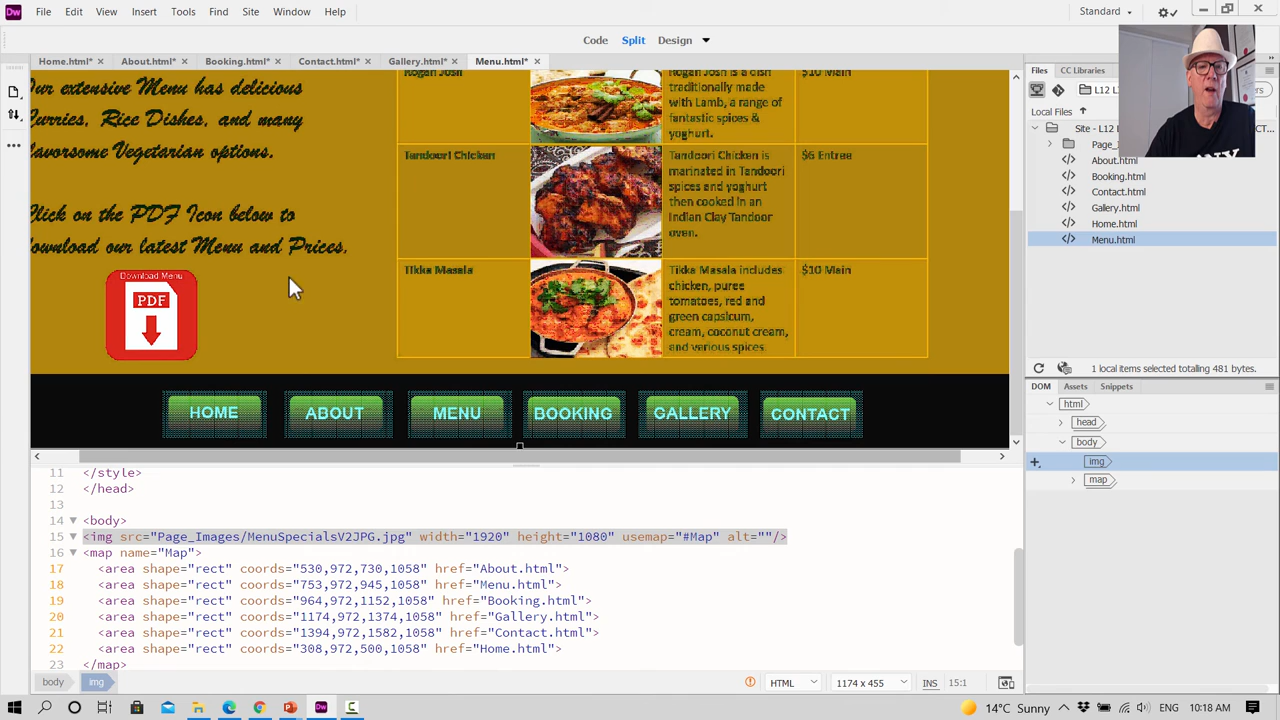 Dw File Edit View Insert Tools Find Site Window Help Standard
Code Split Design
Home.html* About.html* Booking.html* Contact.html* Gallery.html* Menu.html*
Files CC Libraries
Our extensive Menu has delicious
Curries, Rice Dishes, and many
flavorsome Vegetarian options.
Click on the PDF Icon below to
download our latest Menu and Prices.
Download Menu
PDF
Rogan Josh
Rogan Josh is a dish
traditionally made
with Lamb, a range of
fantastic spices &
yoghurt.
$10 Main
Tandoori Chicken
Tandoori Chicken is
marinated in Tandoori
spices and yoghurt
then cooked in an
Indian Clay Tandoor
oven.
$6 Entree
Tikka Masala
Tikka Masala includes
chicken, puree
tomatoes, red and
green capsicum,
cream, coconut cream,
and various spices.
$10 Main
HOME ABOUT MENU BOOKING GALLERY CONTACT
L12 L
Local Files
Site - L12 L
Page_
About.html
Booking.html
Contact.html
Gallery.html
Home.html
Menu.html
1 local items selected totalling 481 bytes.
DOM Assets Snippets
html
head
body
img
map
11 </style>
12 </head>
13
14 <body>
15 <img src="Page_Images/MenuSpecialsV2JPG.jpg" width="1920" height="1080" usemap="#Map" alt=""/>
16 <map name="Map">
17 <area shape="rect" coords="530,972,730,1058" href="About.html">
18 <area shape="rect" coords="753,972,945,1058" href="Menu.html">
19 <area shape="rect" coords="964,972,1152,1058" href="Booking.html">
20 <area shape="rect" coords="1174,972,1374,1058" href="Gallery.html">
21 <area shape="rect" coords="1394,972,1582,1058" href="Contact.html">
22 <area shape="rect" coords="308,972,500,1058" href="Home.html">
23 </map>
body img HTML 1174 x 455 INS 15:1
14°C Sunny ENG 10:18 AM